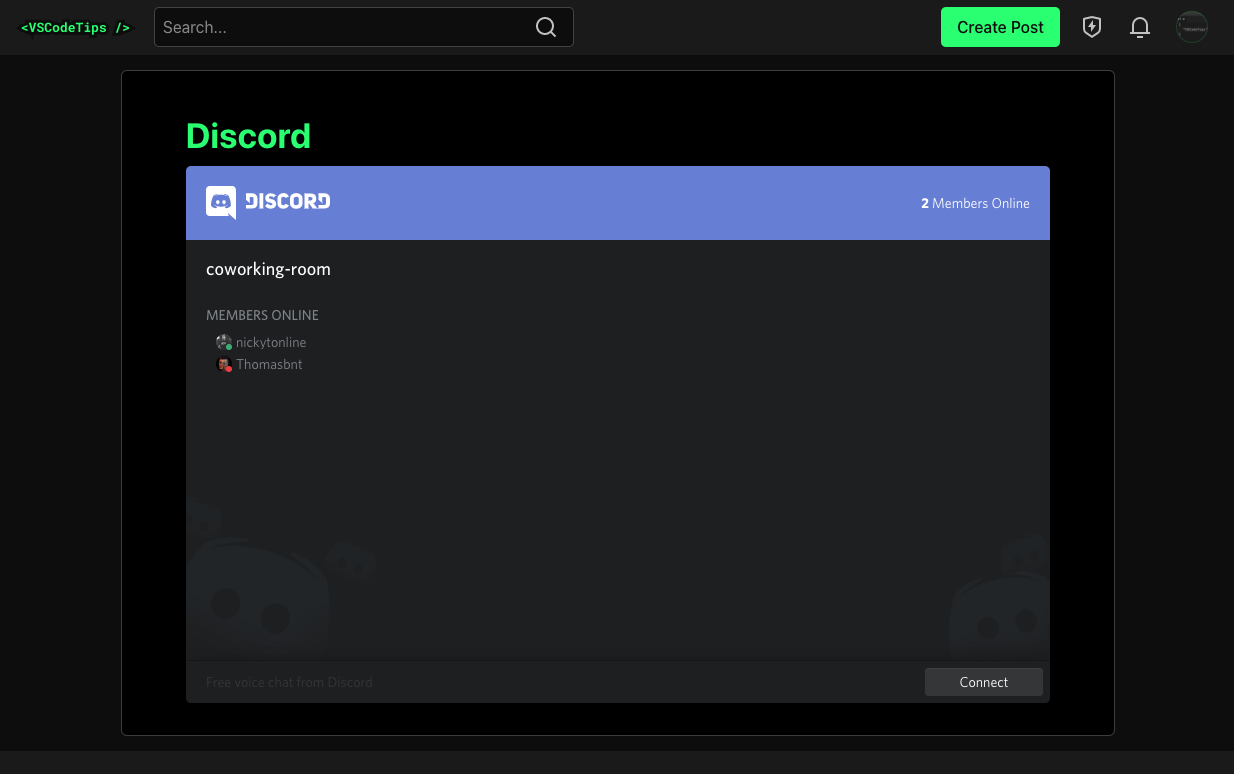 <VSCodeTips />
Search...
Create Post
Discord
DISCORD
2 Members Online
coworking-room
MEMBERS ONLINE
nickytonline
Thomasbnt
Free voice chat from Discord
Connect